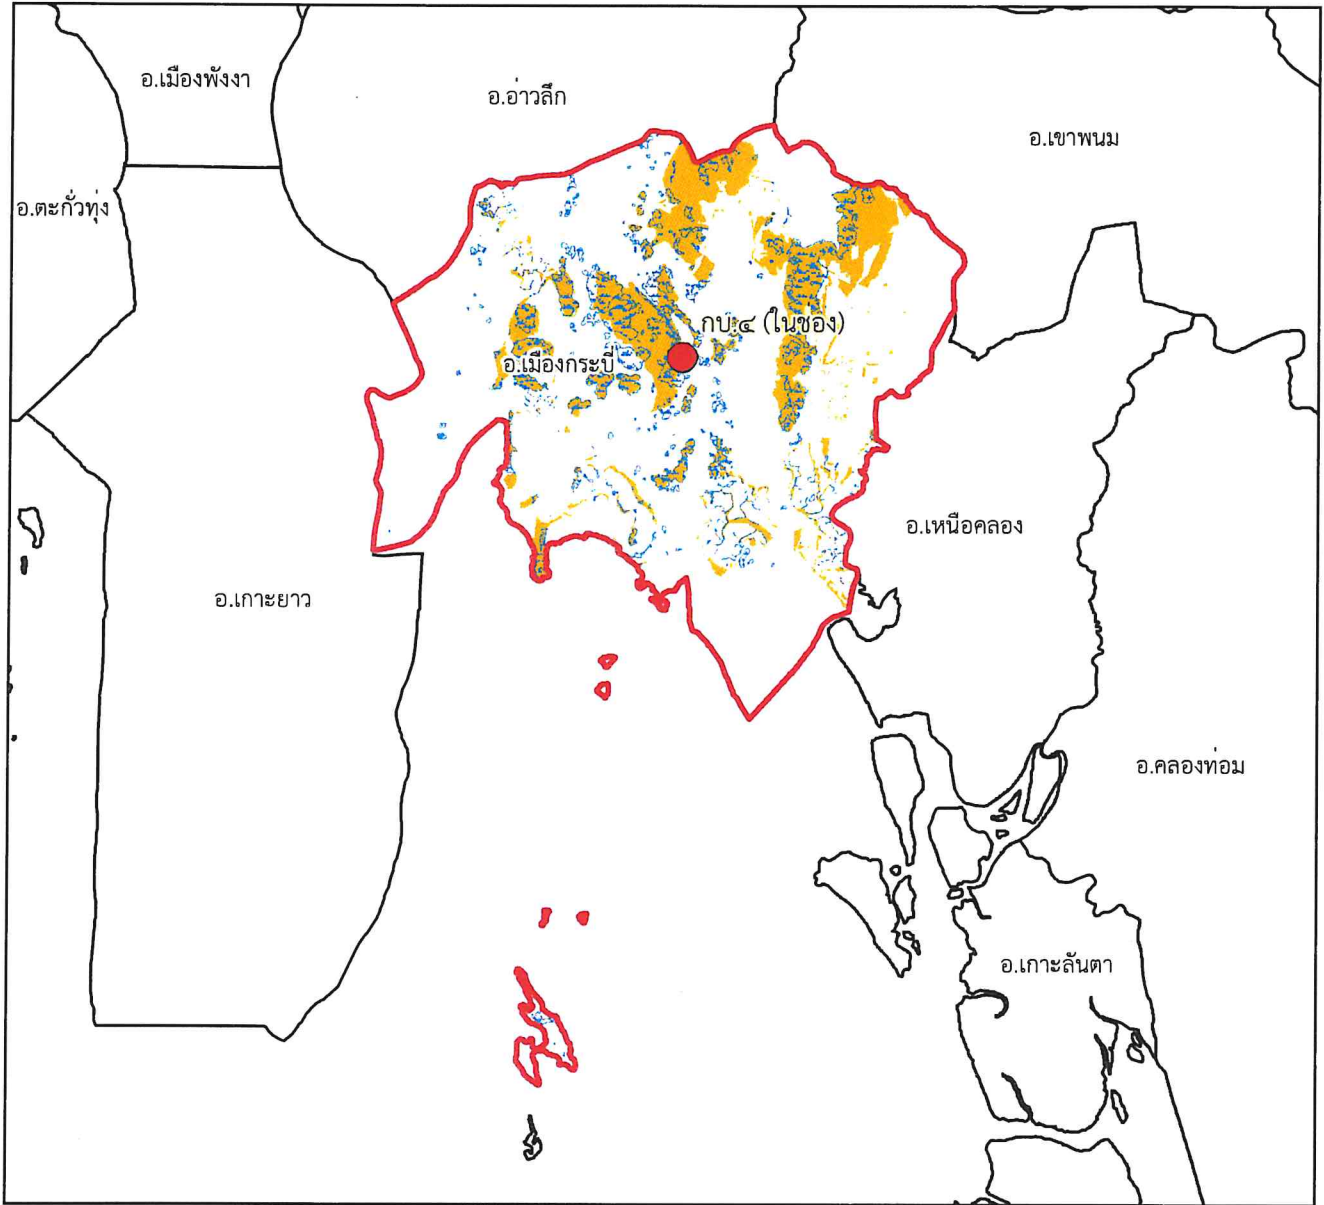 อ.เมืองพังงา
อ.อ่าวลึก
อ.เขาพนม
อ.ตะกั่วทุ่ง
กบ.๔ (ในช่อง)
อ.เมืองกระบี่
อ.เหนือคลอง
อ.เกาะยาว
อ.คลองท่อม
อ.เกาะลันตา